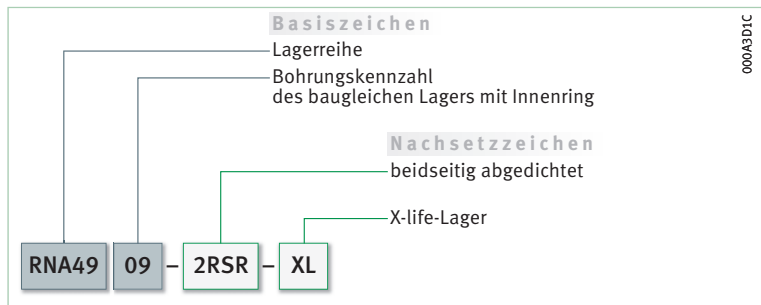 Basiszeichen
Lagerreihe
Bohrungskennzahl
des baugleichen Lagers mit Innenring
Nachsetzzeichen
beidseitig abgedichtet
X-life-Lager
RNA49 09 – 2RSR – XL
000A3D1C